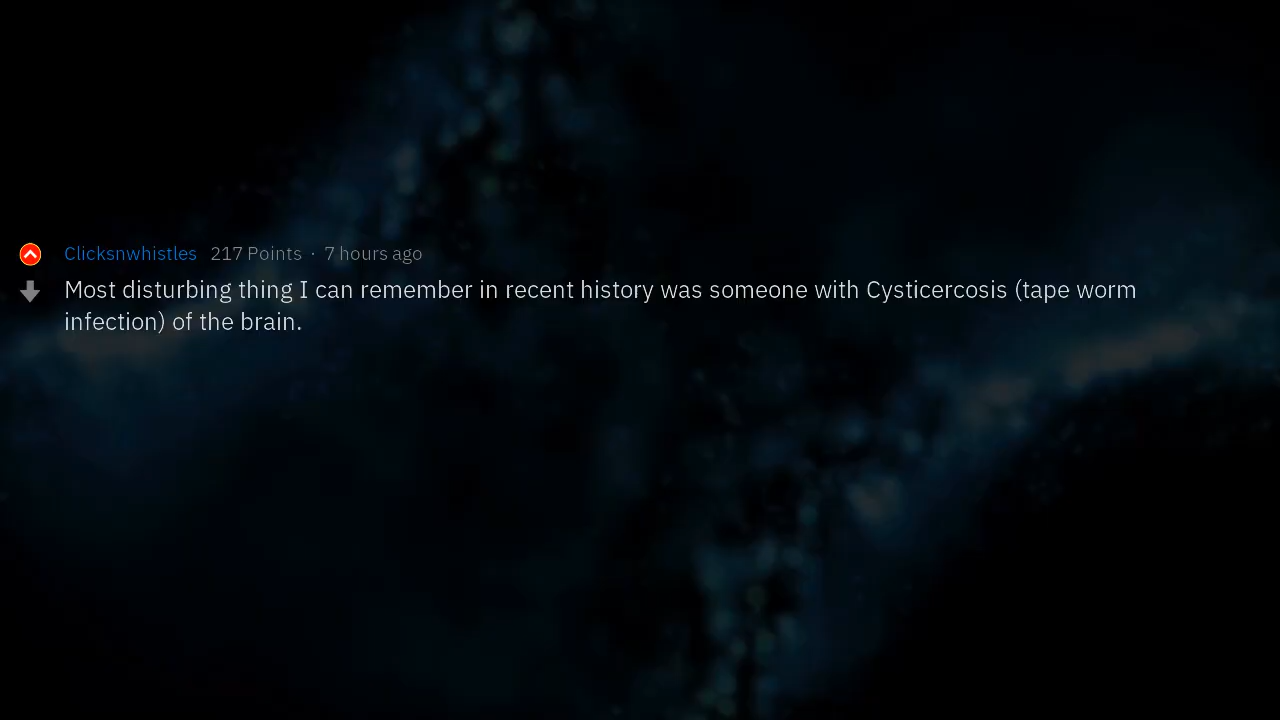 Clicksnwhistles 217 Points · 7 hours ago
Most disturbing thing I can remember in recent history was someone with Cysticercosis (tape worm
infection) of the brain.